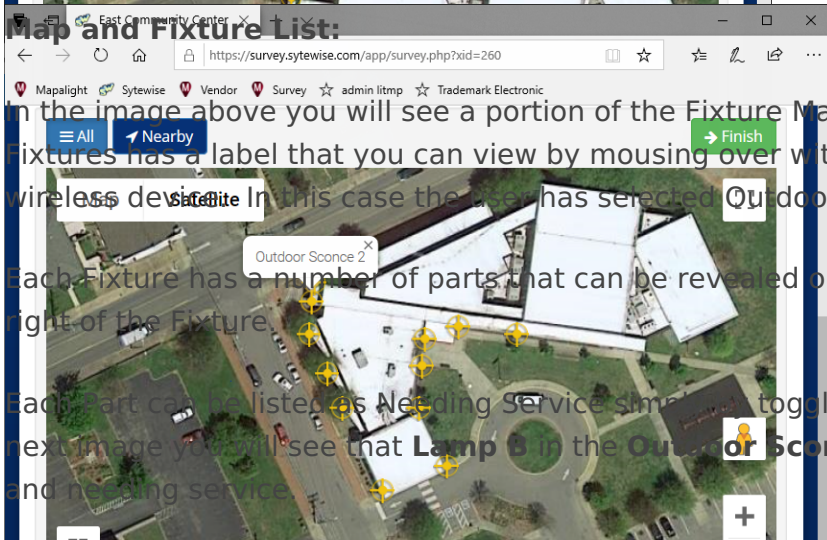 East Community Center
Map and Fixture List:
https://survey.sytewise.com/app/survey.php?xid=260
Mapalight Sytewise Vendor Survey admin litmp Trademark Electronic
In the image above you will see a portion of the Fixture Ma
All Nearby Finish
Fixtures has a label that you can view by mousing over wit
wireless device. In this case the user has selected Outdoo
Map Satellite
Outdoor Sconce 2
Each Fixture has a number of parts that can be revealed o
right of the Fixture.
Each Part can be listed as Needing Service simply by toggl
next image you will see that Lamp B in the Outdoor Scon
and needing service.